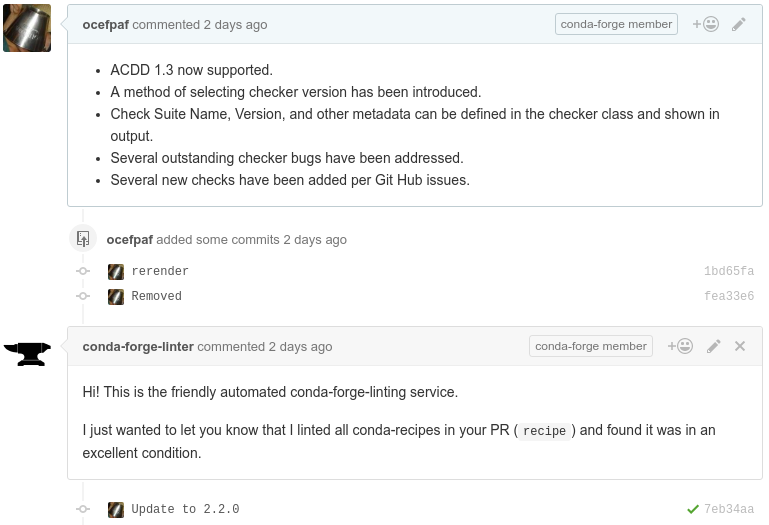 ocefpaf commented 2 days ago conda-forge member
ACDD 1.3 now supported.
A method of selecting checker version has been introduced.
Check Suite Name, Version, and other metadata can be defined in the checker class and shown in
output.
Several outstanding checker bugs have been addressed.
Several new checks have been added per Git Hub issues.
ocefpaf added some commits 2 days ago
rerender 1bd65fa
Removed fea33e6
conda-forge-linter commented 2 days ago conda-forge member
Hi! This is the friendly automated conda-forge-linting service.
I just wanted to let you know that I linted all conda-recipes in your PR ( recipe ) and found it was in an
excellent condition.
Update to 2.2.0 7eb34aa